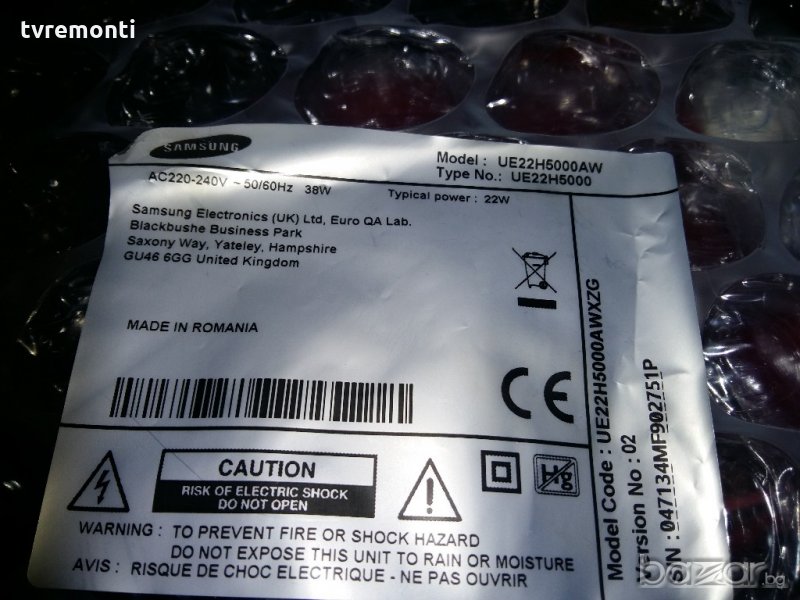 tvremonti
SAMSUNG
Model : UE22H5000AW
Type No.: UE22H5000
AC220-240V ~ 50/60Hz 38W
Typical power : 22W
Samsung Electronics (UK) Ltd, Euro QA Lab.
Blackbushe Business Park
Saxony Way, Yateley, Hampshire
GU46 6GG United Kingdom
MADE IN ROMANIA
CE
CAUTION
RISK OF ELECTRIC SHOCK
DO NOT OPEN
Hg
WARNING : TO PREVENT FIRE OR SHOCK HAZARD
DO NOT EXPOSE THIS UNIT TO RAIN OR MOISTURE
AVIS : RISQUE DE CHOC ELECTRIQUE - NE PAS OUVRIR
Model Code : UE22H5000AWXZG
Version No : 02
S/N : 047134MF902751P
bazar.bg